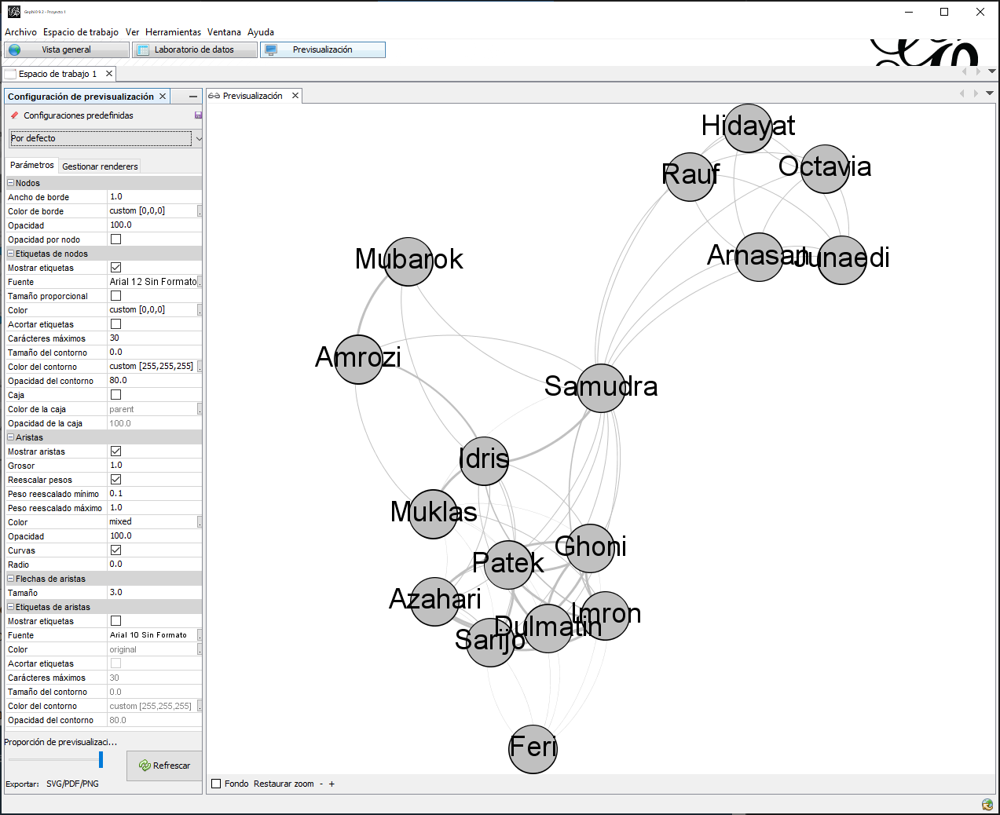 Gephi 0.9.2 - Proyecto 1
Archivo Espacio de trabajo Ver Herramientas Ventana Ayuda
Vista general Laboratorio de datos Previsualización
Espacio de trabajo 1
Configuración de previsualización
Configuraciones predefinidas
Por defecto
Parámetros Gestionar renderers
Nodos
Ancho de borde 1.0
Color de borde custom [0,0,0]
Opacidad 100.0
Opacidad por nodo
Etiquetas de nodos
Mostrar etiquetas
Fuente Arial 12 Sin Formato
Tamaño proporcional
Color custom [0,0,0]
Acortar etiquetas
Carácteres máximos 30
Tamaño del contorno 0.0
Color del contorno custom [255,255,255]
Opacidad del contorno 80.0
Caja
Color de la caja parent
Opacidad de la caja 100.0
Aristas
Mostrar aristas
Grosor 1.0
Reescalar pesos
Peso reescalado mínimo 0.1
Peso reescalado máximo 1.0
Color mixed
Opacidad 100.0
Curvas
Radio 0.0
Flechas de aristas
Tamaño 3.0
Etiquetas de aristas
Mostrar etiquetas
Fuente Arial 10 Sin Formato
Color original
Acortar etiquetas
Carácteres máximos 30
Tamaño del contorno 0.0
Color del contorno custom [255,255,255]
Opacidad del contorno 80.0
Proporción de previsualizaci...
Refrescar
Exportar: SVG/PDF/PNG
Previsualización
Hidayat
Octavia
Rauf
Arnasan
Junaedi
Mubarok
Amrozi
Samudra
Idris
Muklas
Ghoni
Patek
Azahari
Imron
Dulmatin
Sarijo
Feri
Fondo Restaurar zoom - +